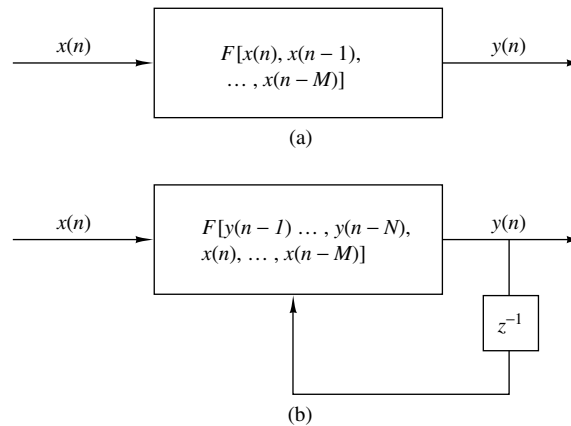 x(n)
F[x(n), x(n – 1),
… , x(n – M)]
y(n)
(a)
x(n)
F[y(n – 1) … , y(n – N),
x(n), … , x(n – M)]
y(n)
z⁻¹
(b)